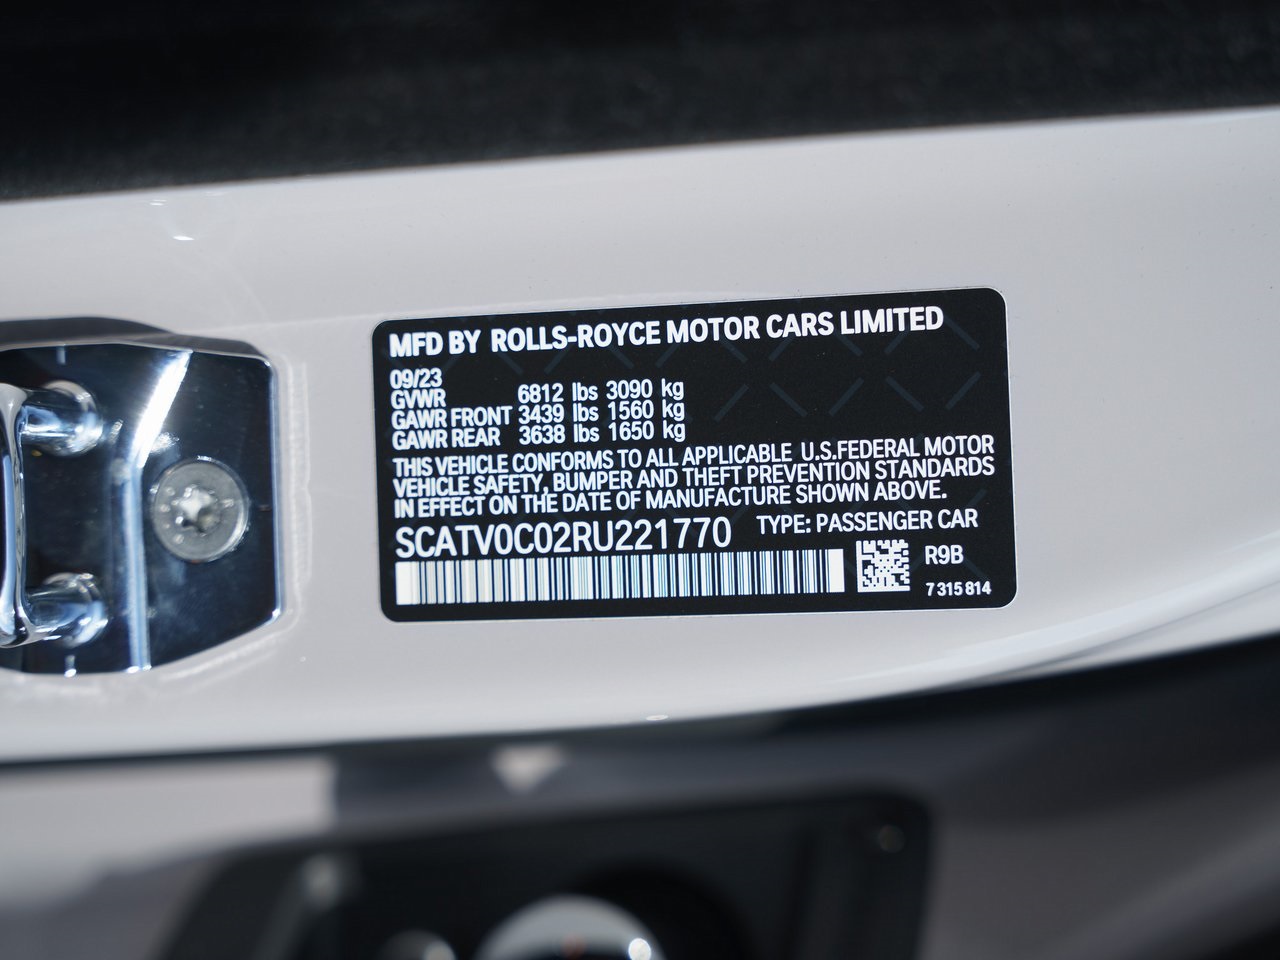 MFD BY ROLLS-ROYCE MOTOR CARS LIMITED
09/23
GVWR 6812 lbs 3090 kg
GAWR FRONT 3439 lbs 1560 kg
GAWR REAR 3638 lbs 1650 kg
THIS VEHICLE CONFORMS TO ALL APPLICABLE U.S.FEDERAL MOTOR
VEHICLE SAFETY, BUMPER AND THEFT PREVENTION STANDARDS
IN EFFECT ON THE DATE OF MANUFACTURE SHOWN ABOVE.
SCATV0C02RU221770 TYPE: PASSENGER CAR
R9B
7 315 814